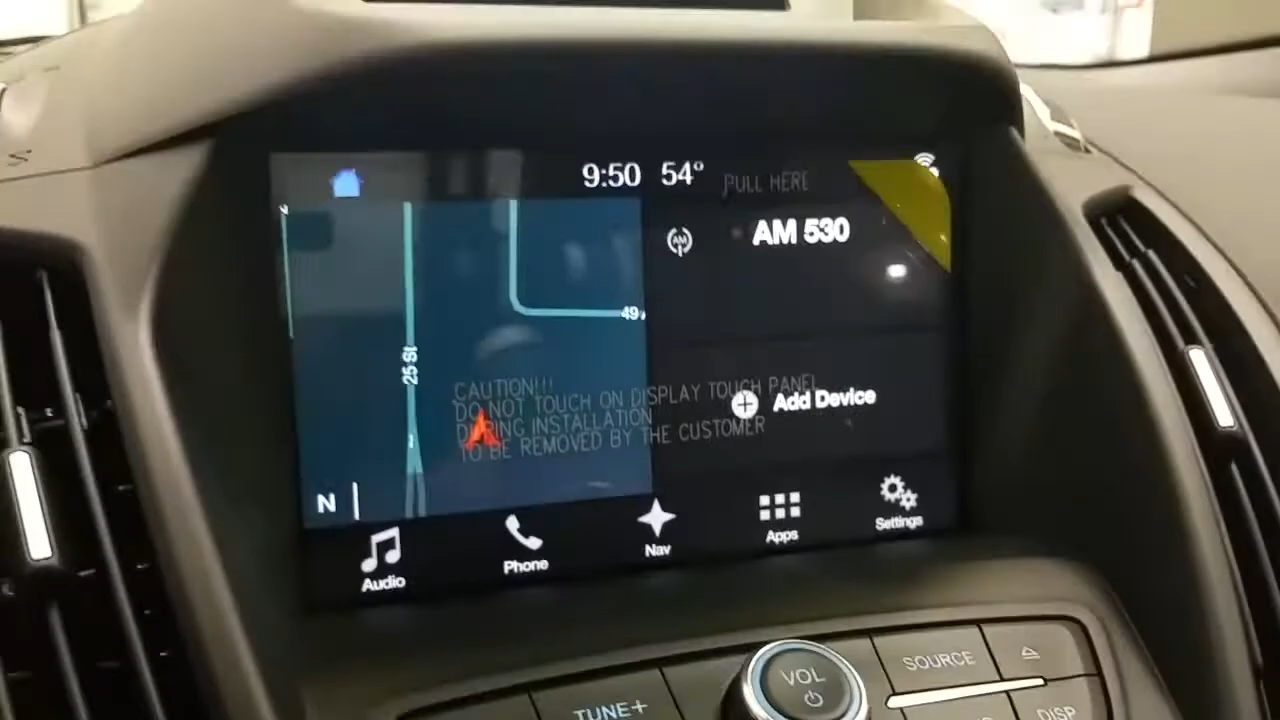 9:50 54°
PULL HERE
AM
AM 530
49
25 St
CAUTION!!!
DO NOT TOUCH ON DISPLAY TOUCH PANEL
DURING INSTALLATION
TO BE REMOVED BY THE CUSTOMER
Add Device
N
Audio
Phone
Nav
Apps
Settings
VOL
SOURCE
TUNE+
DISP